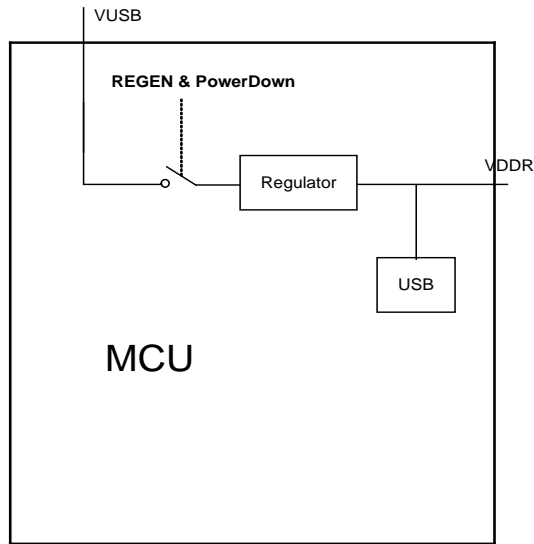 VUSB
REGEN & PowerDown
Regulator
VDDR
USB
MCU